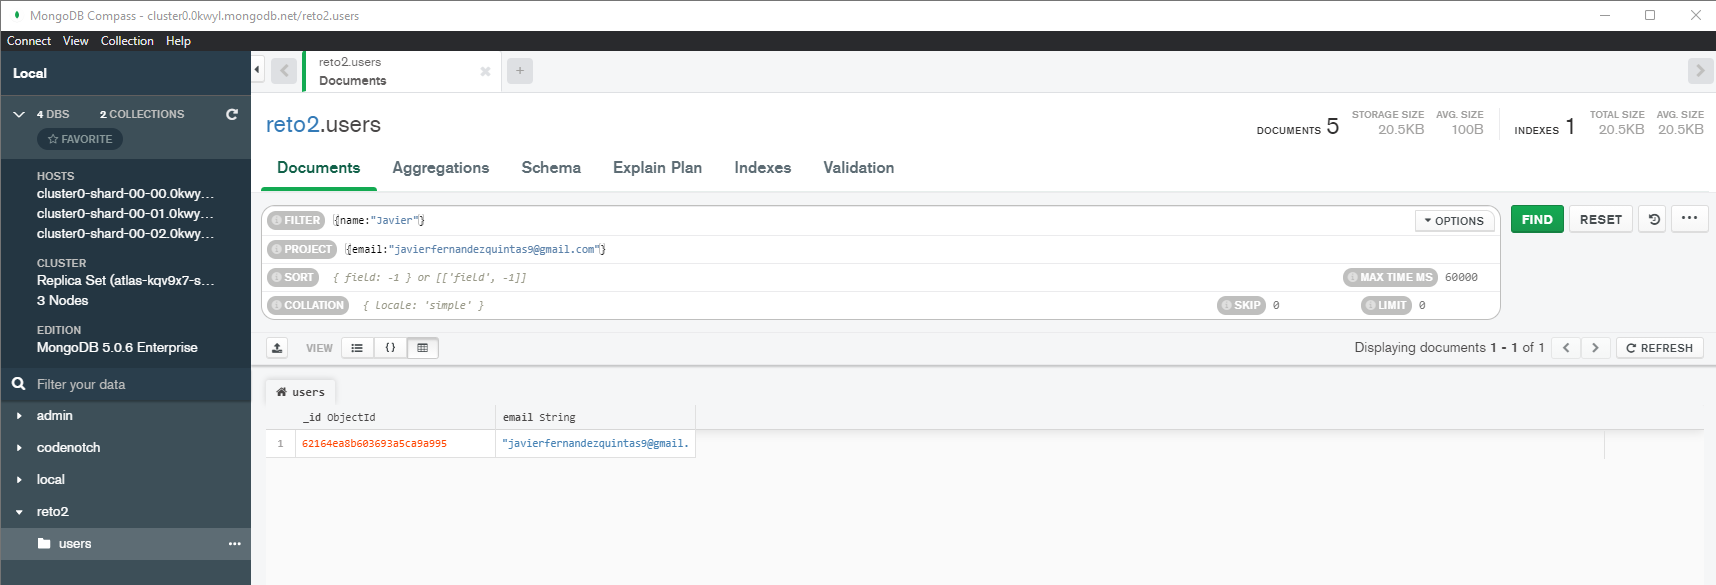 MongoDB Compass - cluster0.0kwyl.mongodb.net/reto2.users
Connect View Collection Help
Local
4 DBS 2 COLLECTIONS
FAVORITE
HOSTS
cluster0-shard-00-00.0kwy...
cluster0-shard-00-01.0kwy...
cluster0-shard-00-02.0kwy...
CLUSTER
Replica Set (atlas-kqv9x7-s...
3 Nodes
EDITION
MongoDB 5.0.6 Enterprise
Filter your data
admin
codenotch
local
reto2
users
reto2.users
Documents
reto2.users
DOCUMENTS 5 STORAGE SIZE 20.5KB AVG. SIZE 100B INDEXES 1 TOTAL SIZE 20.5KB AVG. SIZE 20.5KB
Documents Aggregations Schema Explain Plan Indexes Validation
FILTER {name:"Javier"} OPTIONS FIND RESET
PROJECT {email:"javierfernandezquintas9@gmail.com"}
SORT { field: -1 } or [['field', -1]] MAX TIME MS 60000
COLLATION { locale: 'simple' } SKIP 0 LIMIT 0
VIEW {} Displaying documents 1 - 1 of 1 REFRESH
users
_id ObjectId email String
1 62164ea8b603693a5ca9a995 "javierfernandezquintas9@gmail.